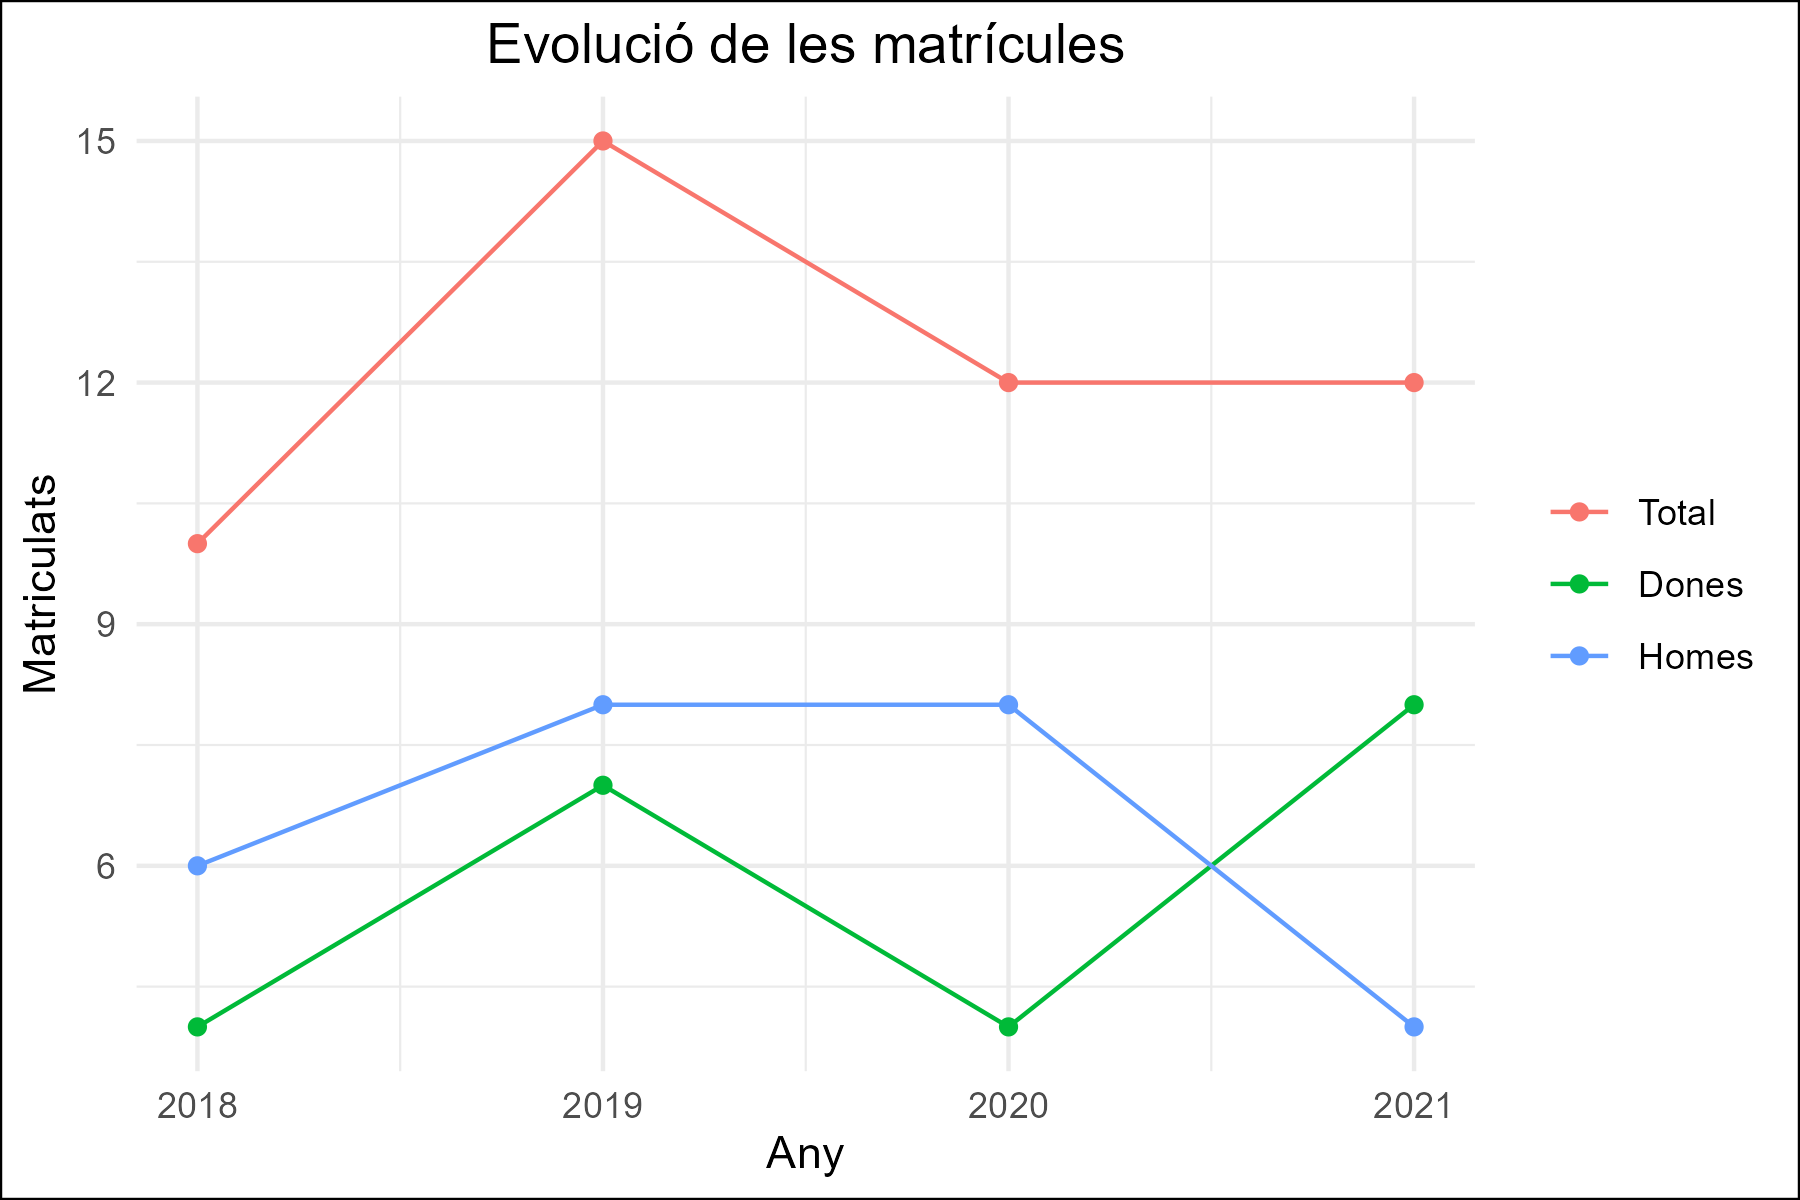 Evolució de les matrícules
15
12
9
6
Matriculats
2018
2019
2020
2021
Any
Total
Dones
Homes